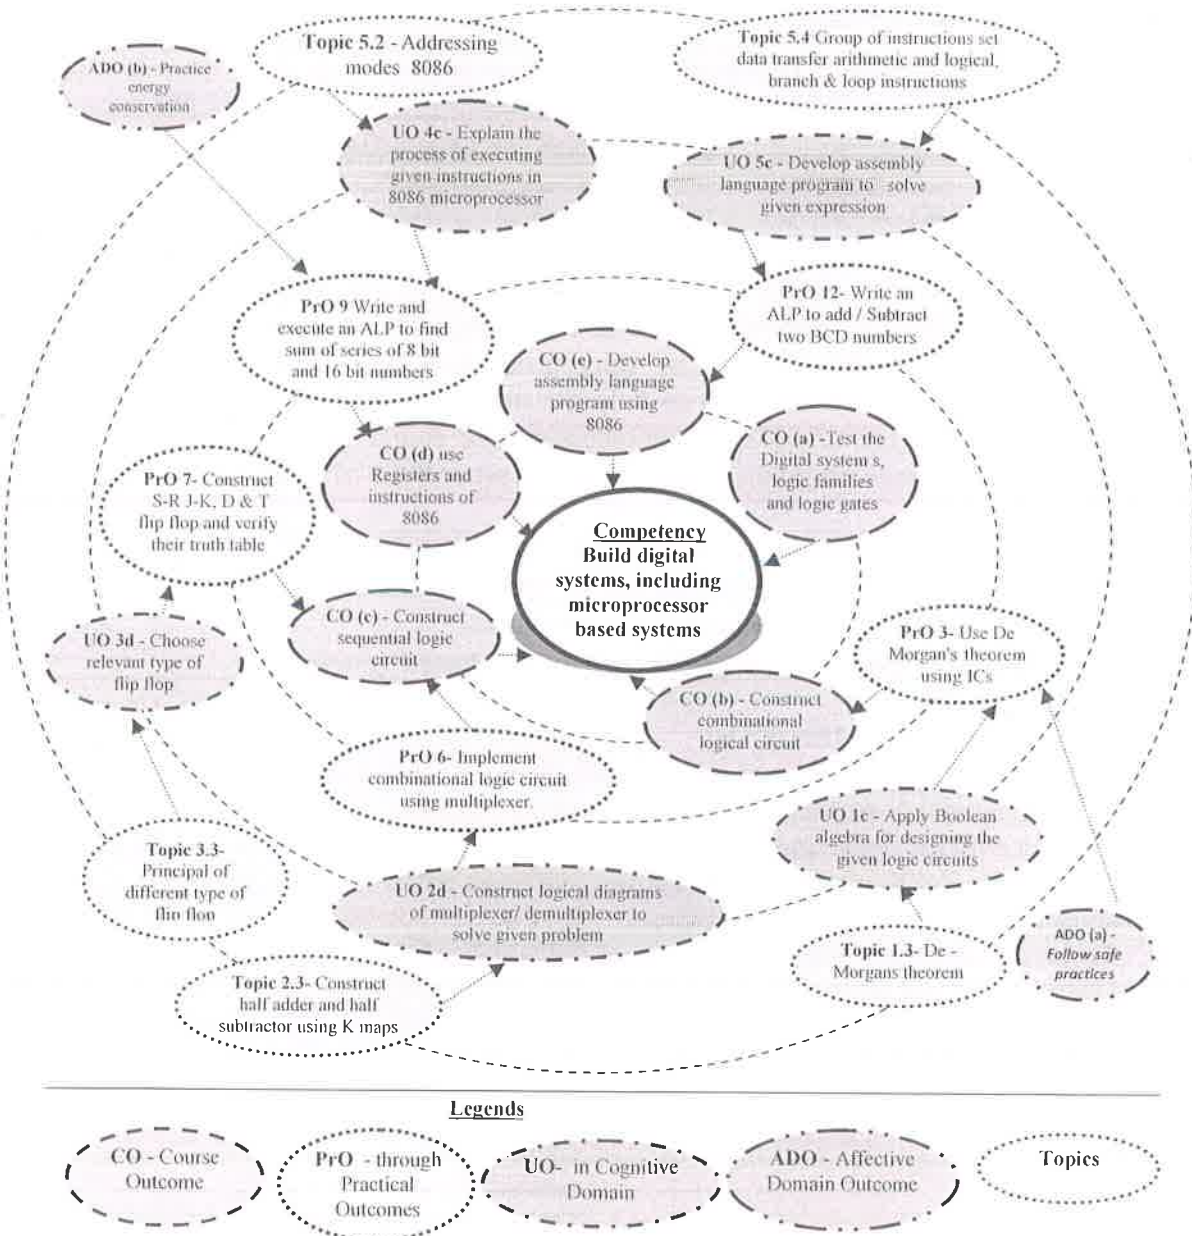 Topic 5.2 - Addressing
modes 8086
Topic 5.4 Group of instructions set
data transfer arithmetic and logical,
branch & loop instructions
ADO (b) - Practice
energy
conservation
UO 4c - Explain the
process of executing
given instructions in
8086 microprocessor
UO 5c - Develop assembly
language program to solve
given expression
PrO 9 Write and
execute an ALP to find
sum of series of 8 bit
and 16 bit numbers
PrO 12- Write an
ALP to add / Subtract
two BCD numbers
CO (e) - Develop
assembly language
program using
8086
CO (d) use
Registers and
instructions of
8086
CO (a) -Test the
Digital system s,
logic families
and logic gates
PrO 7- Construct
S-R J-K, D & T
flip flop and verify
their truth table
Competency
Build digital
systems, including
microprocessor
based systems
CO (c) - Construct
sequential logic
circuit
UO 3d - Choose
relevant type of
flip flop
PrO 3- Use De
Morgan's theorem
using ICs
CO (b) - Construct
combinational
logical circuit
PrO 6- Implement
combinational logic circuit
using multiplexer.
UO 1c - Apply Boolean
algebra for designing the
given logic circuits
Topic 3.3-
Principal of
different type of
flip flop
UO 2d - Construct logical diagrams
of multiplexer/ demultiplexer to
solve given problem
Topic 1.3- De -
Morgans theorem
ADO (a) -
Follow safe
practices
Topic 2.3- Construct
half adder and half
subtractor using K maps
Legends
CO - Course
Outcome
PrO - through
Practical
Outcomes
UO- in Cognitive
Domain
ADO - Affective
Domain Outcome
Topics